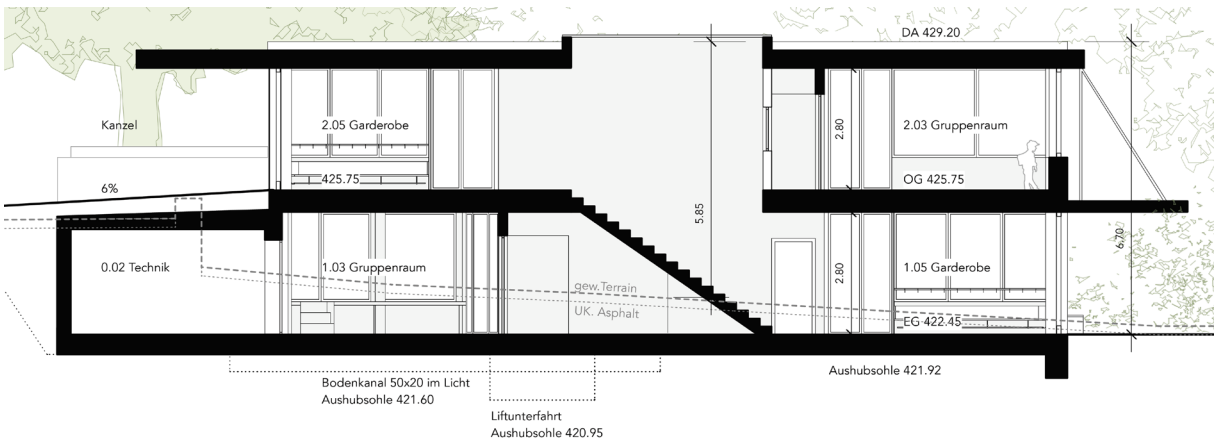 DA 429.20
Kanzel
2.05 Garderobe
2.80
2.03 Gruppenraum
425.75
OG 425.75
6%
5.85
6.70
0.02 Technik
1.03 Gruppenraum
2.80
1.05 Garderobe
gew.Terrain
UK. Asphalt
EG 422.45
Bodenkanal 50x20 im Licht
Aushubsohle 421.60
Aushubsohle 421.92
Liftunterfahrt
Aushubsohle 420.95